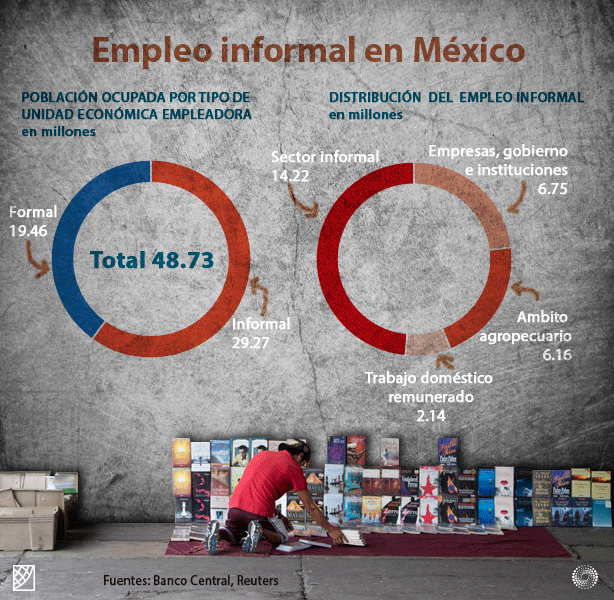 Empleo informal en México
POBLACIÓN OCUPADA POR TIPO DE
UNIDAD ECONÓMICA EMPLEADORA
en millones
Formal
19.46
Total 48.73
Informal
29.27
DISTRIBUCIÓN DEL EMPLEO INFORMAL
en millones
Sector informal
14.22
Empresas, gobierno
e instituciones
6.75
Ambito
agropecuario
6.16
Trabajo doméstico
remunerado
2.14
Fuentes: Banco Central, Reuters